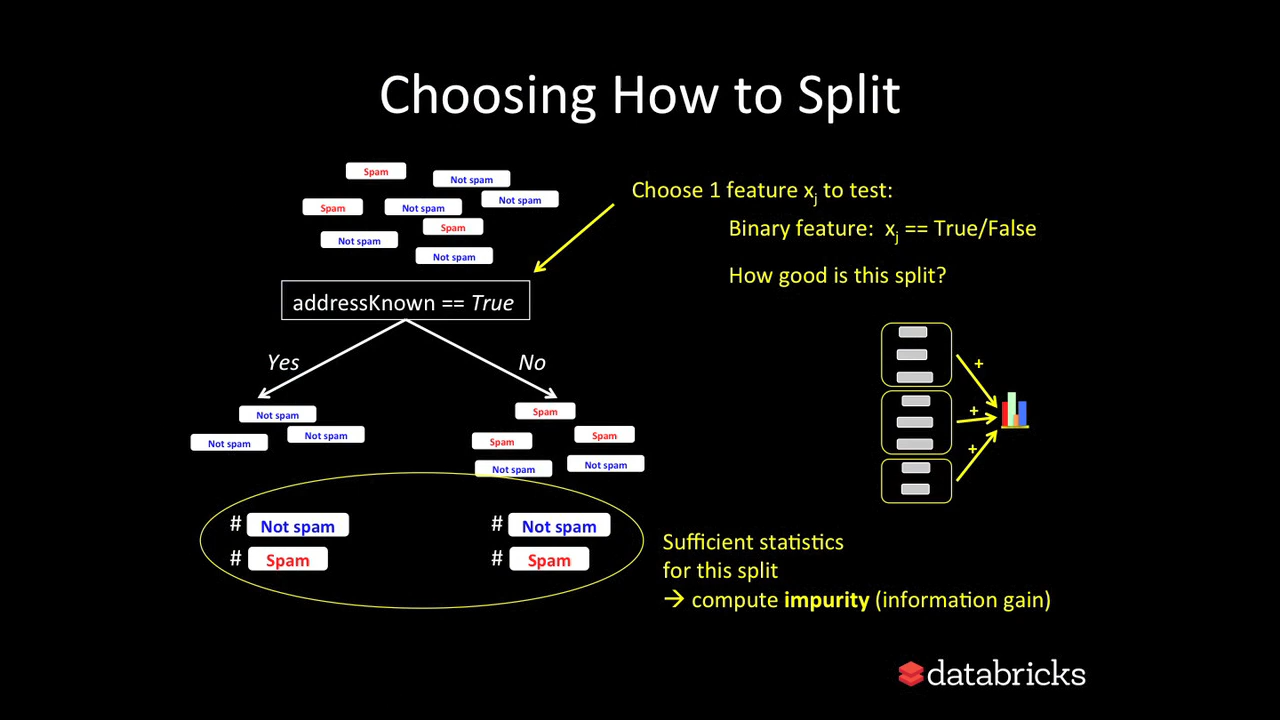 Choosing How to Split
Spam
Not spam
Not spam
Spam
Not spam
Spam
Not spam
Not spam
Choose 1 feature xj to test:
Binary feature: xj == True/False
How good is this split?
addressKnown == True
Yes
No
Not spam
Not spam
Not spam
Spam
Spam
Spam
Not spam
Not spam
+
+
+
# Not spam
# Spam
# Not spam
# Spam
Sufficient statistics
for this split
→ compute impurity (information gain)
databricks